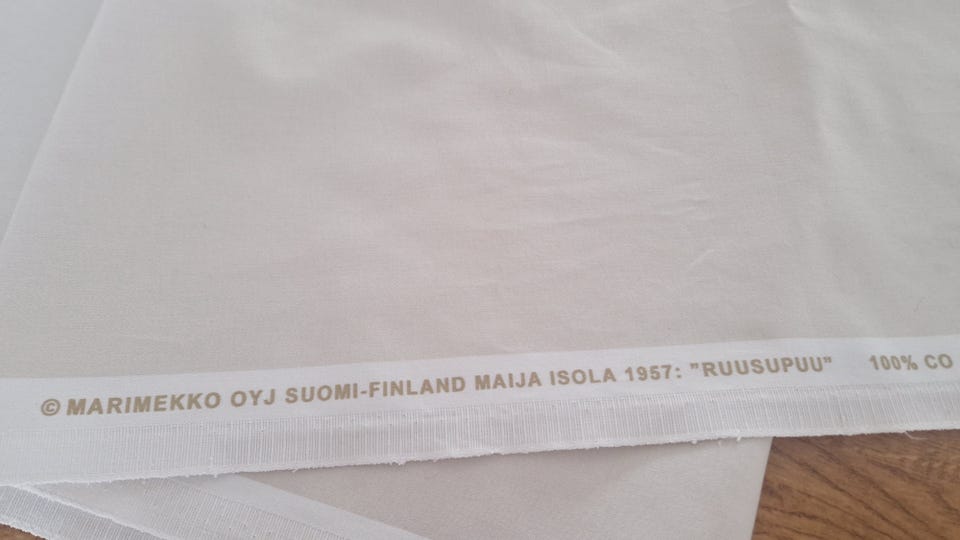 © MARIMEKKO OYJ SUOMI-FINLAND MAIJA ISOLA 1957: ”RUUSUPUU” 100% CO